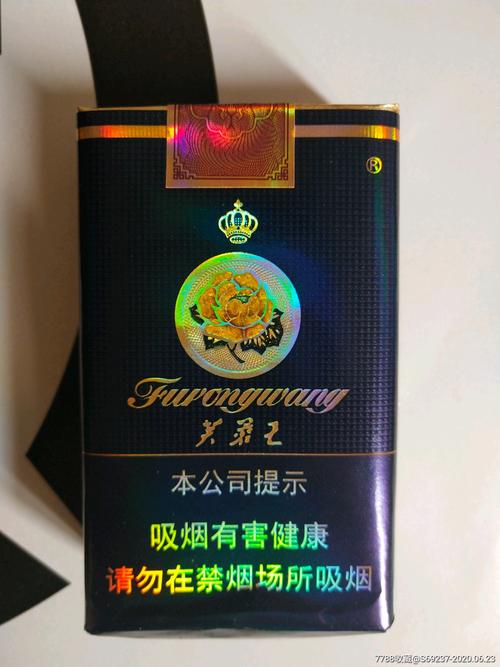 ®
Furongwang
芙蓉王
本公司提示
吸烟有害健康
请勿在禁烟场所吸烟
7788收藏@S69237-2020.06.23